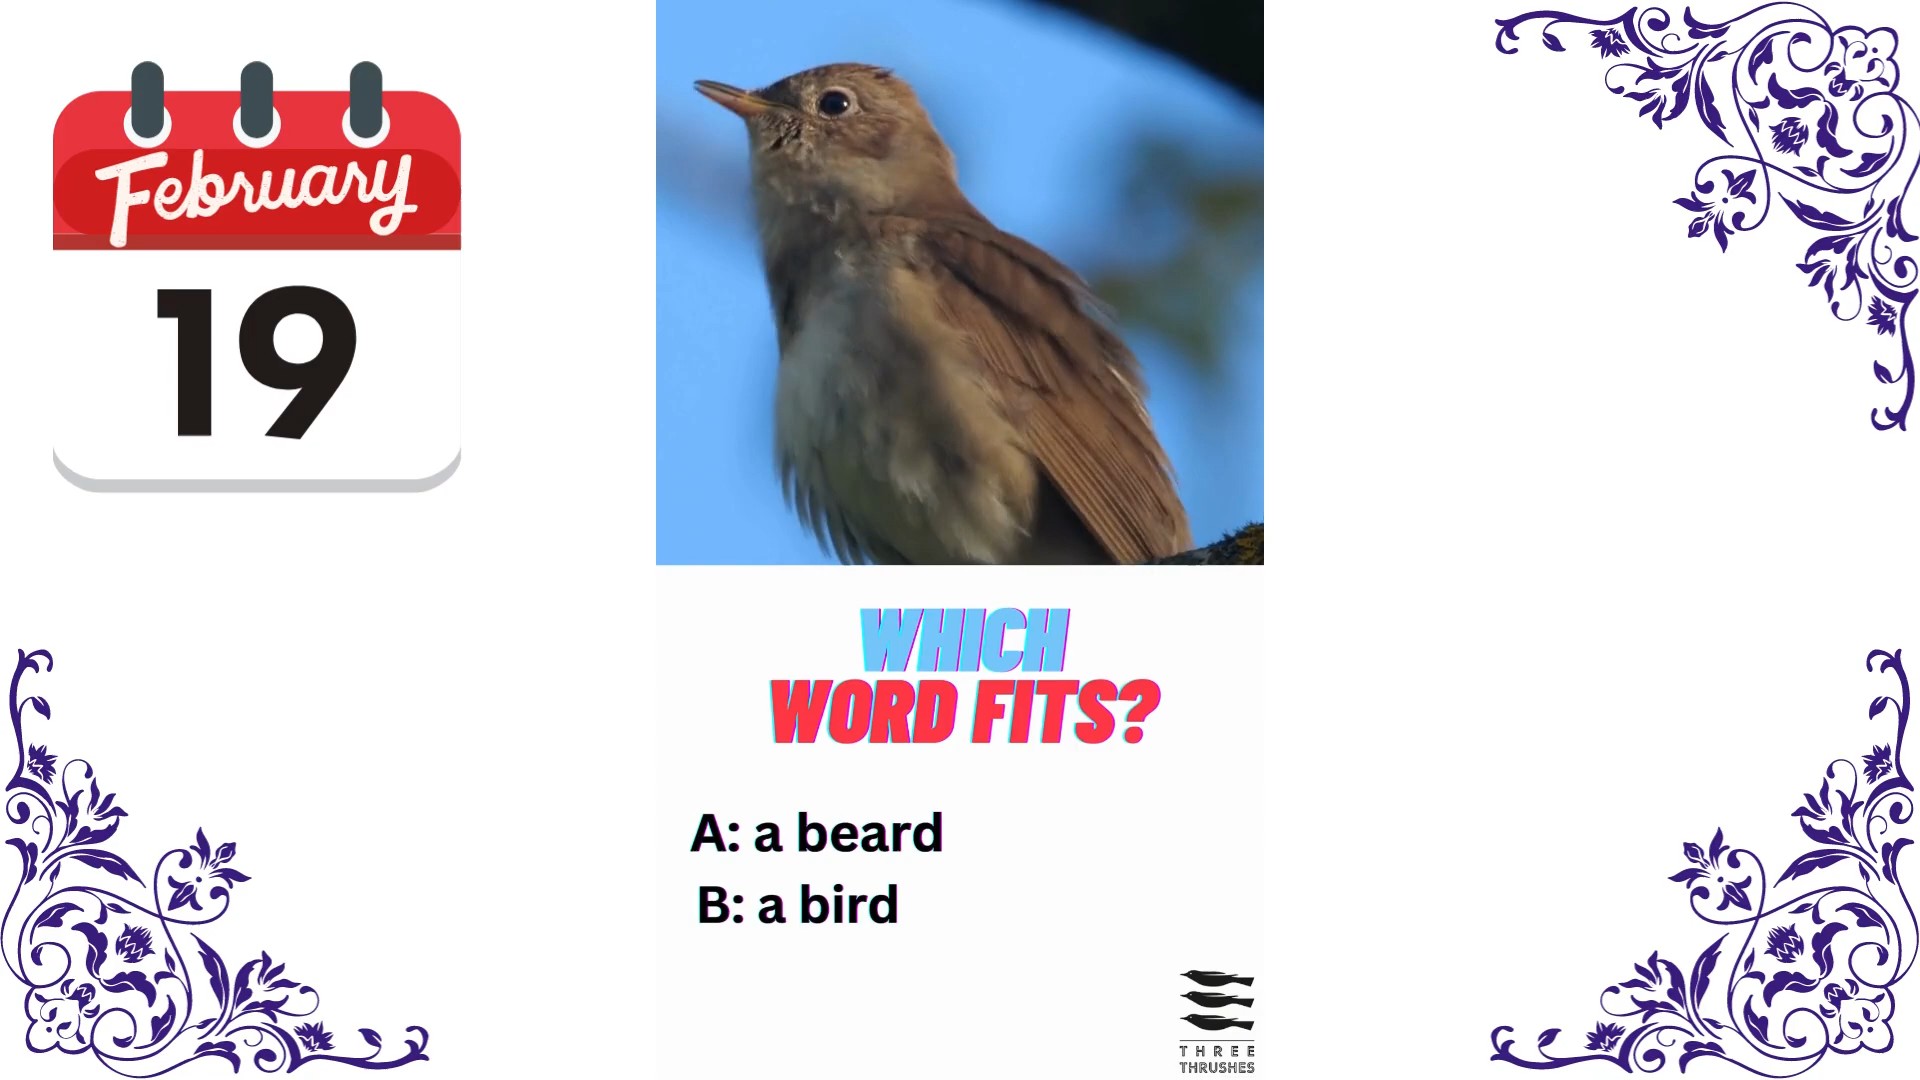 February
19
WHICH
WORD FITS?
A: a beard
B: a bird
THREE
THRUSHES